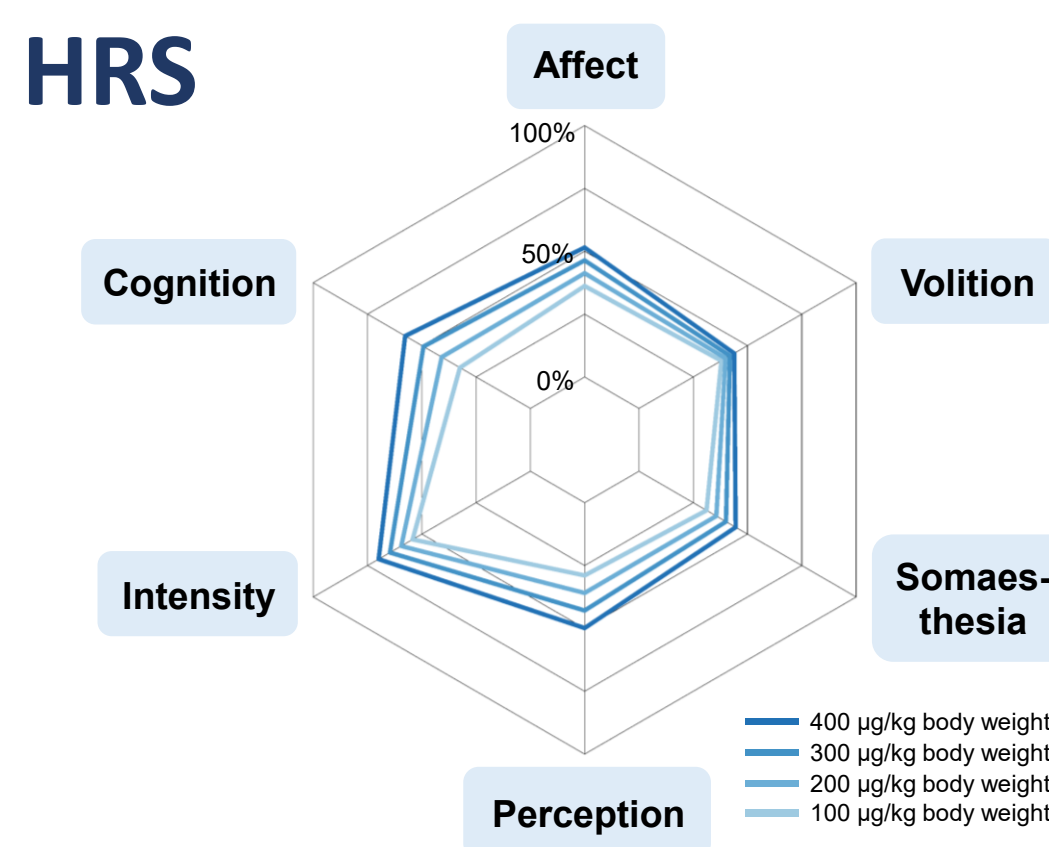 HRS
Affect
100%
50%
0%
Cognition
Volition
Intensity
Somaes-
thesia
Perception
400 µg/kg body weight
300 µg/kg body weight
200 µg/kg body weight
100 µg/kg body weight